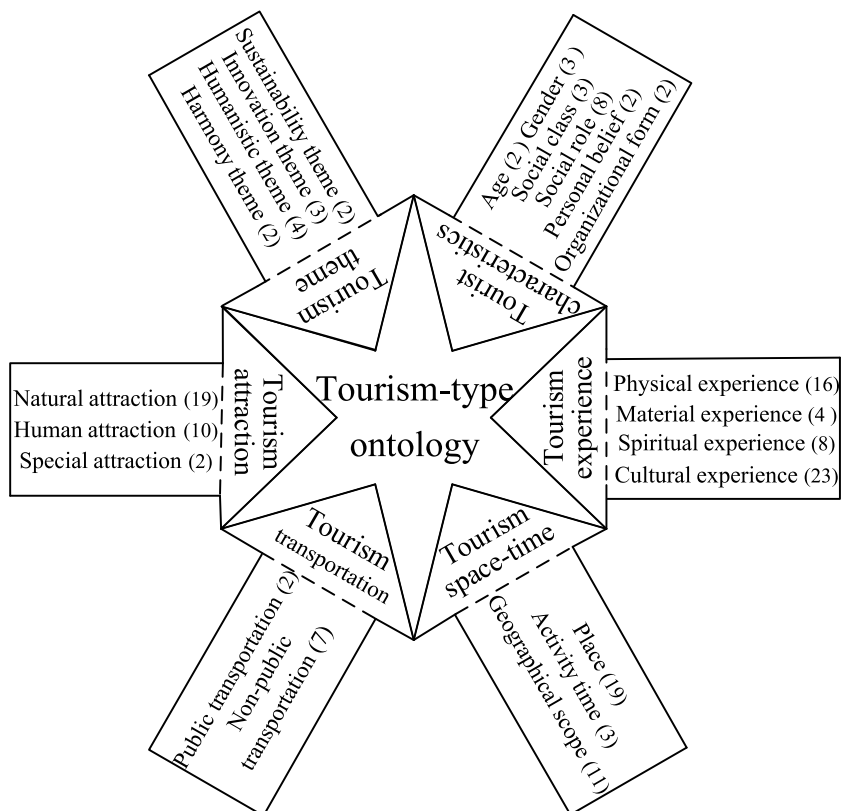 Sustainability theme (2)
Innovation theme (3)
Humanistic theme (4)
Harmony theme (2)
Tourism
theme
Age (2) Gender (3)
Social class (3)
Social role (8)
Personal belief (2)
Organizational form (2)
Tourist
characteristics
Natural attraction (19)
Human attraction (10)
Special attraction (2)
Tourism
attraction
Tourism-type
ontology
Tourism
experience
Physical experience (16)
Material experience (4 )
Spiritual experience (8)
Cultural experience (23)
Tourism
transportation
Public transportation (2)
Non-public
transportation (7)
Tourism
space-time
Place (19)
Activity time (3)
Geographical scope (11)